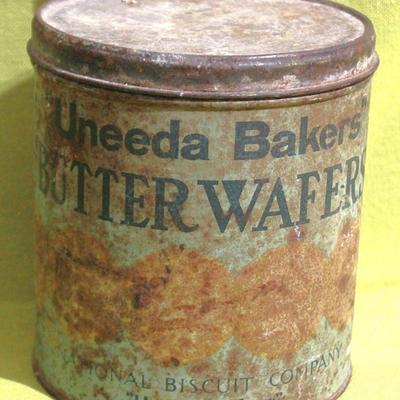 "Uneeda Bakers"
BUTTER WAFERS
NATIONAL BISCUIT COMPANY